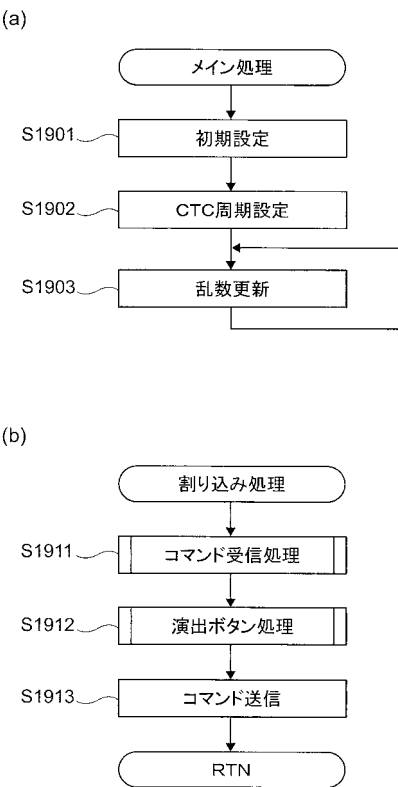 (a)
メイン処理
S1901
初期設定
S1902
CTC周期設定
S1903
乱数更新
(b)
割り込み処理
S1911
コマンド受信処理
S1912
演出ボタン処理
S1913
コマンド送信
RTN